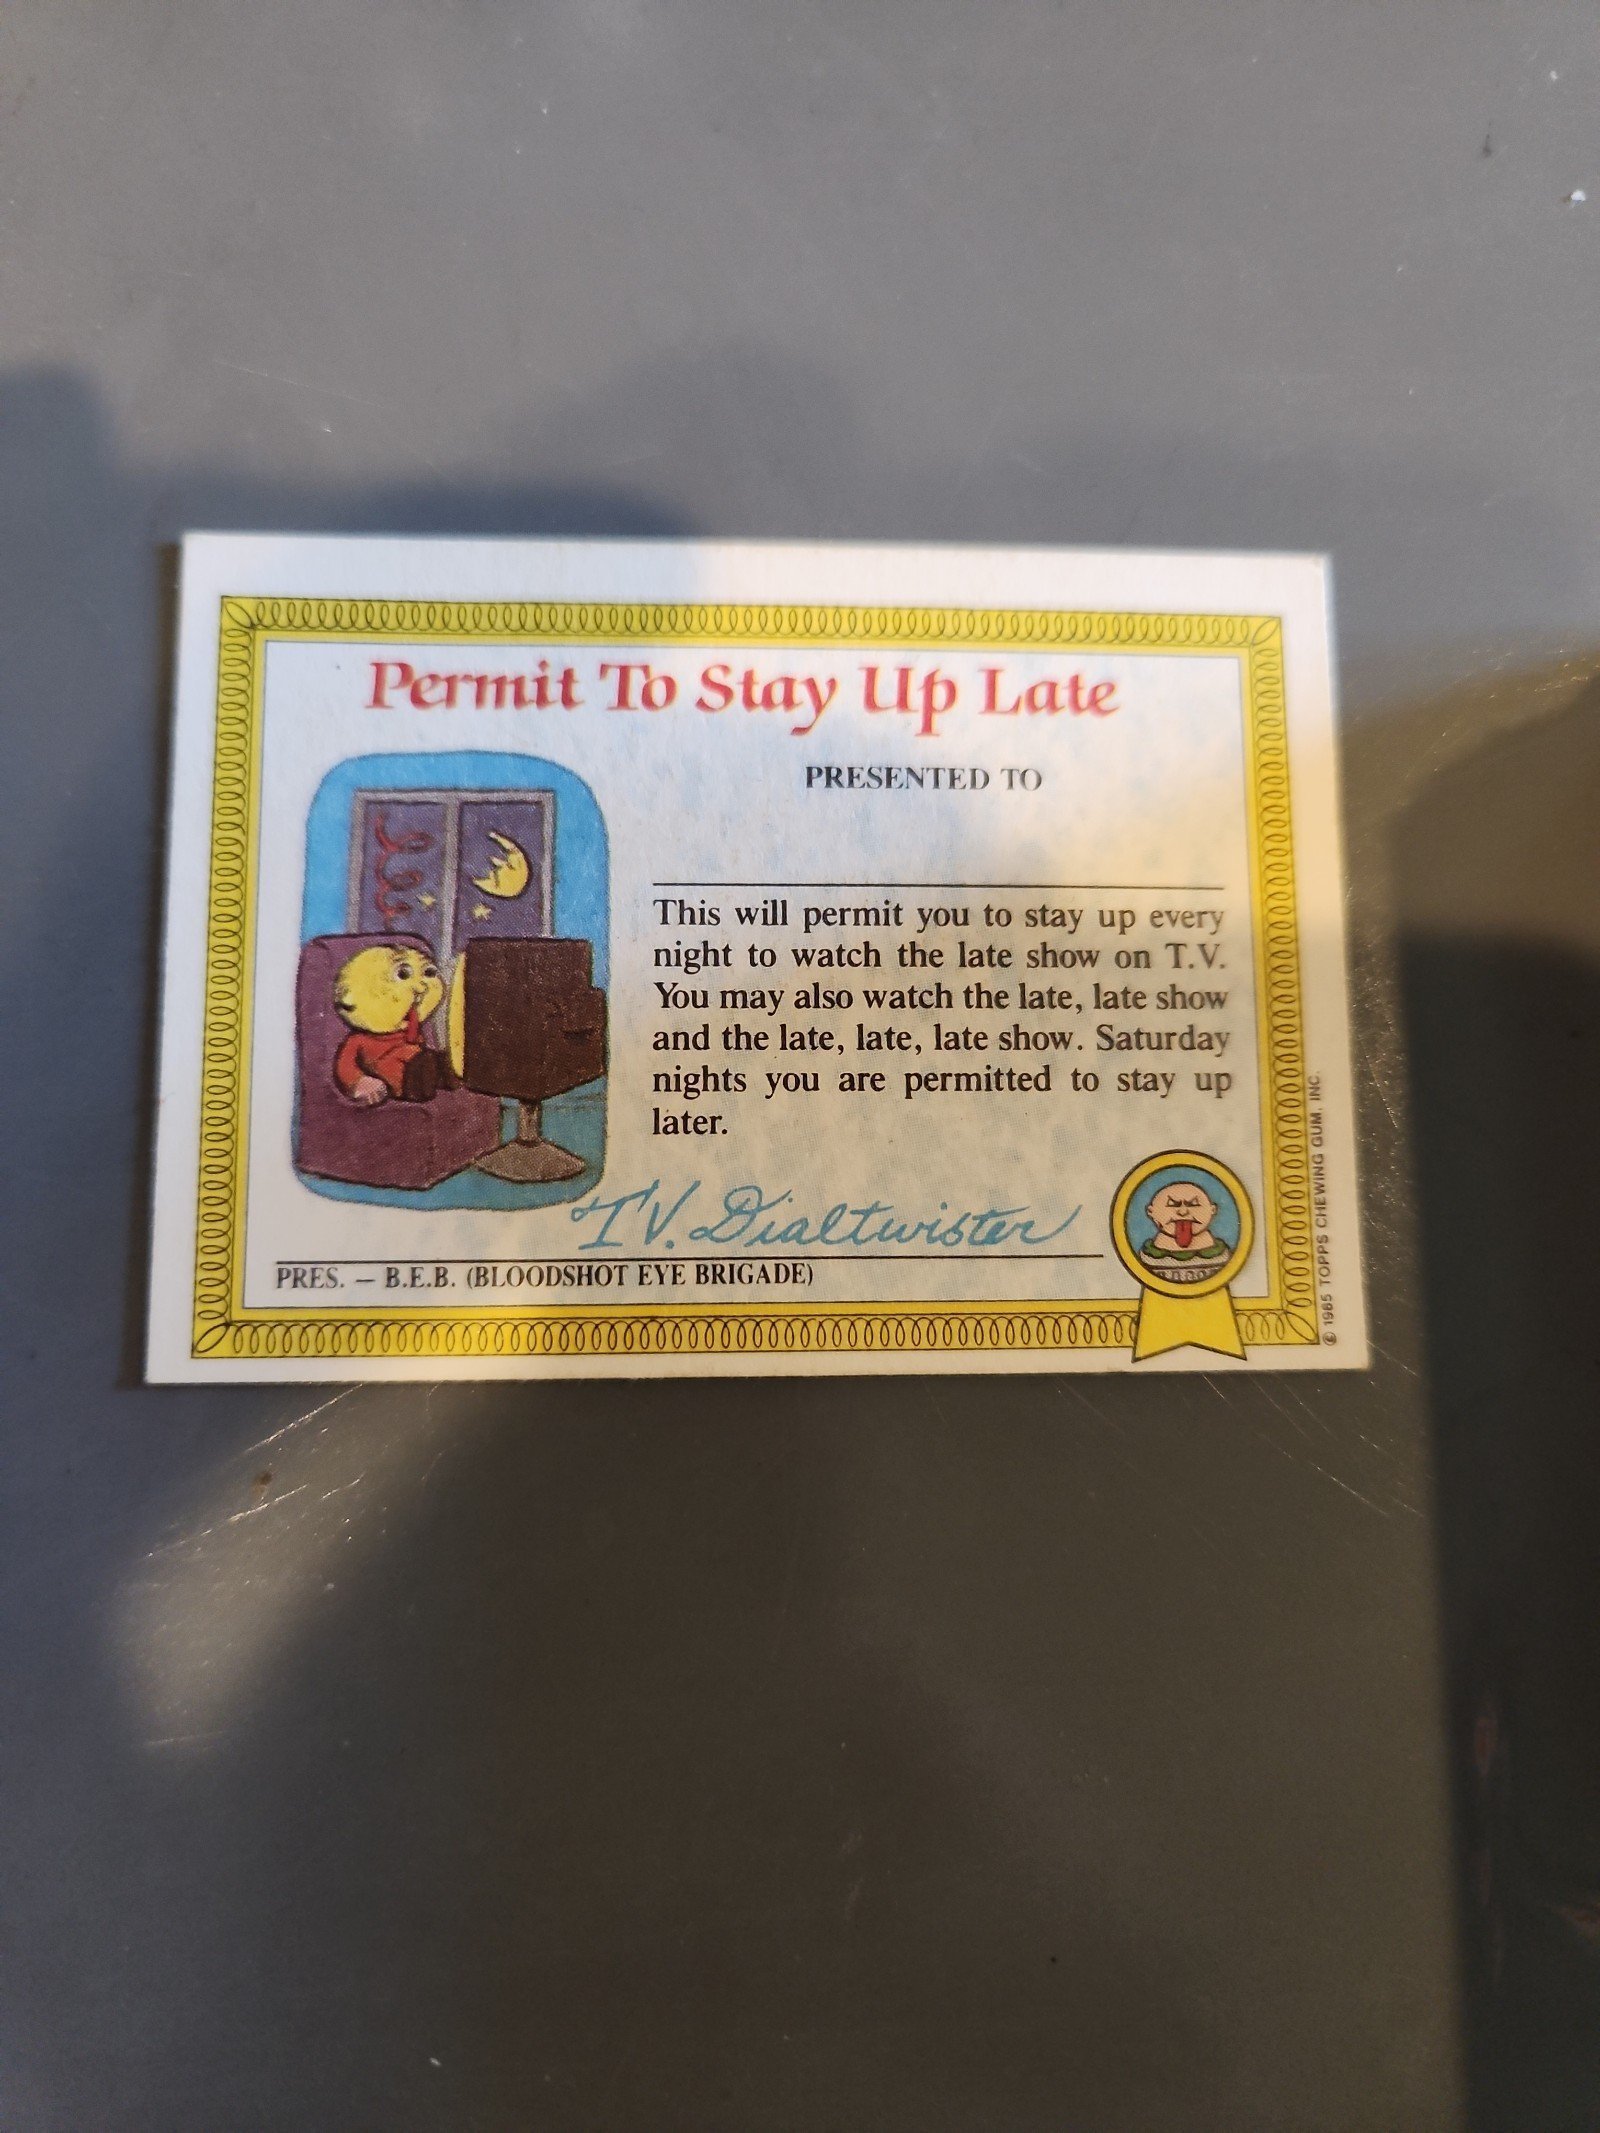 Permit To Stay Up Late
PRESENTED TO
This will permit you to stay up every
night to watch the late show on T.V.
You may also watch the late, late show
and the late, late, late show. Saturday
nights you are permitted to stay up
later.
T.V. Dialtwister
PRES. – B.E.B. (BLOODSHOT EYE BRIGADE)
© 1985 TOPPS CHEWING GUM, INC.